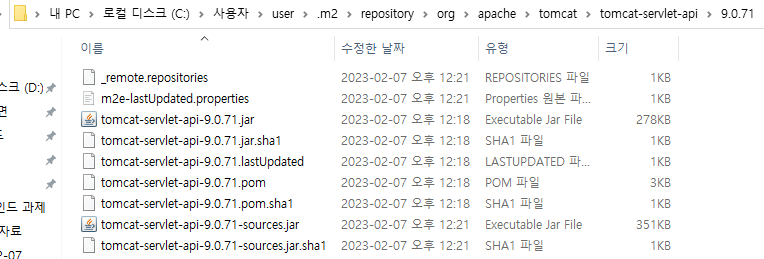 내 PC > 로컬 디스크 (C:) > 사용자 > user > .m2 > repository > org > apache > tomcat > tomcat-servlet-api > 9.0.71
이름 수정한 날짜 유형 크기
_remote.repositories 2023-02-07 오후 12:21 REPOSITORIES 파일 1KB
스크 (D:) m2e-lastUpdated.properties 2023-02-07 오후 12:21 Properties 원본 파... 1KB
면 tomcat-servlet-api-9.0.71.jar 2023-02-07 오후 12:18 Executable Jar File 278KB
드 tomcat-servlet-api-9.0.71.jar.sha1 2023-02-07 오후 12:18 SHA1 파일 1KB
tomcat-servlet-api-9.0.71.lastUpdated 2023-02-07 오후 12:21 LASTUPDATED 파... 1KB
tomcat-servlet-api-9.0.71.pom 2023-02-07 오후 12:18 POM 파일 3KB
인드 과제 tomcat-servlet-api-9.0.71.pom.sha1 2023-02-07 오후 12:18 SHA1 파일 1KB
자료 tomcat-servlet-api-9.0.71-sources.jar 2023-02-07 오후 12:21 Executable Jar File 351KB
P-07 tomcat-servlet-api-9.0.71-sources.jar.sha1 2023-02-07 오후 12:21 SHA1 파일 1KB